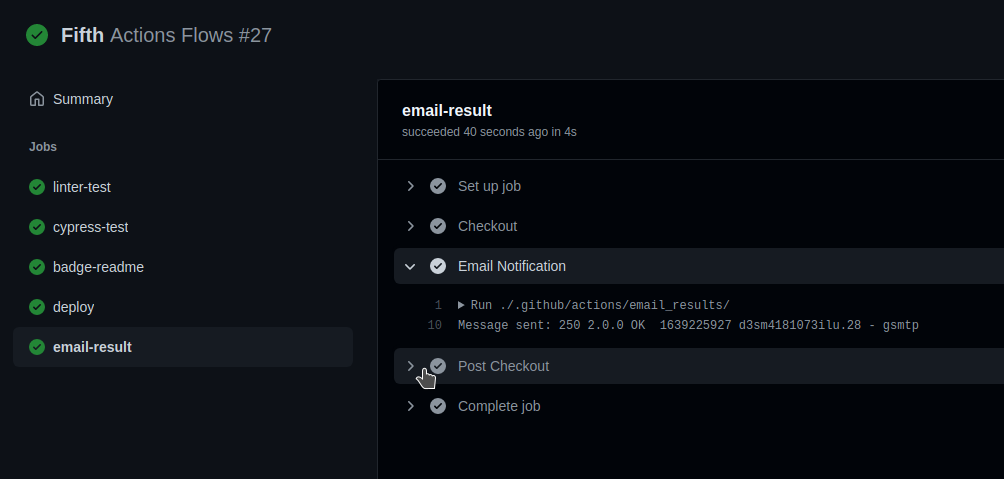 Fifth Actions Flows #27
Summary
Jobs
linter-test
cypress-test
badge-readme
deploy
email-result
email-result
succeeded 40 seconds ago in 4s
Set up job
Checkout
Email Notification
1 Run ./.github/actions/email_results/
10 Message sent: 250 2.0.0 OK  1639225927 d3sm4181073ilu.28 - gsmtp
Post Checkout
Complete job